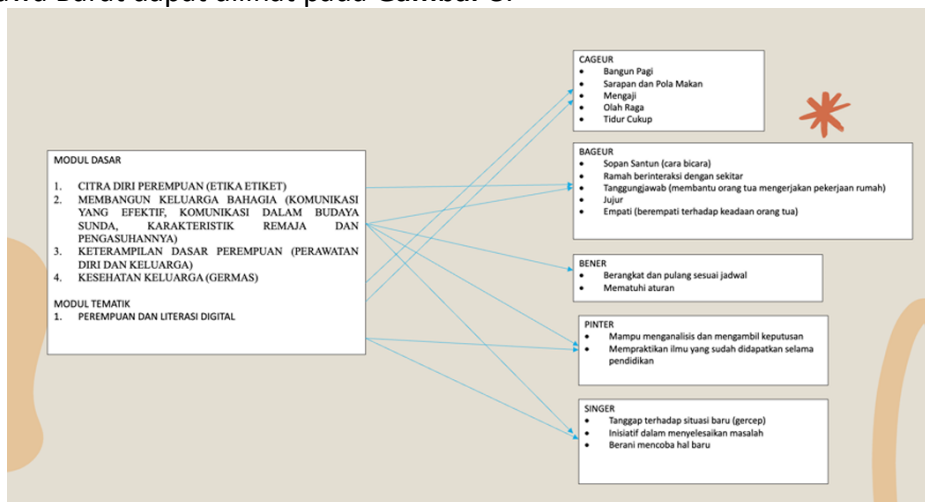 Barat dapat dilihat pada Gambar
MODUL DASAR
1. CITRA DIRI PEREMPUAN (ETIKA ETIKET)
2. MEMBANGUN KELUARGA BAHAGIA (KOMUNIKASI
YANG EFEKTIF, KOMUNIKASI DALAM BUDAYA
SUNDA, KARAKTERISTIK REMAJA DAN
PENGASUHANNYA)
3. KETERAMPILAN DASAR PEREMPUAN (PERAWATAN
DIRI DAN KELUARGA)
4. KESEHATAN KELUARGA (GERMAS)
MODUL TEMATIK
1. PEREMPUAN DAN LITERASI DIGITAL
CAGEUR
• Bangun Pagi
• Sarapan dan Pola Makan
• Mengaji
• Olah Raga
• Tidur Cukup
BAGEUR
• Sopan Santun (cara bicara)
• Ramah berinteraksi dengan sekitar
• Tanggungjawab (membantu orang tua mengerjakan pekerjaan rumah)
• Jujur
• Empati (berempati terhadap keadaan orang tua)
BENER
• Berangkat dan pulang sesuai jadwal
• Mematuhi aturan
PINTER
• Mampu menganalisis dan mengambil keputusan
• Mempraktikan ilmu yang sudah didapatkan selama
pendidikan
SINGER
• Tanggap terhadap situasi baru (gercep)
• Inisiatif dalam menyelesaikan masalah
• Berani mencoba hal baru